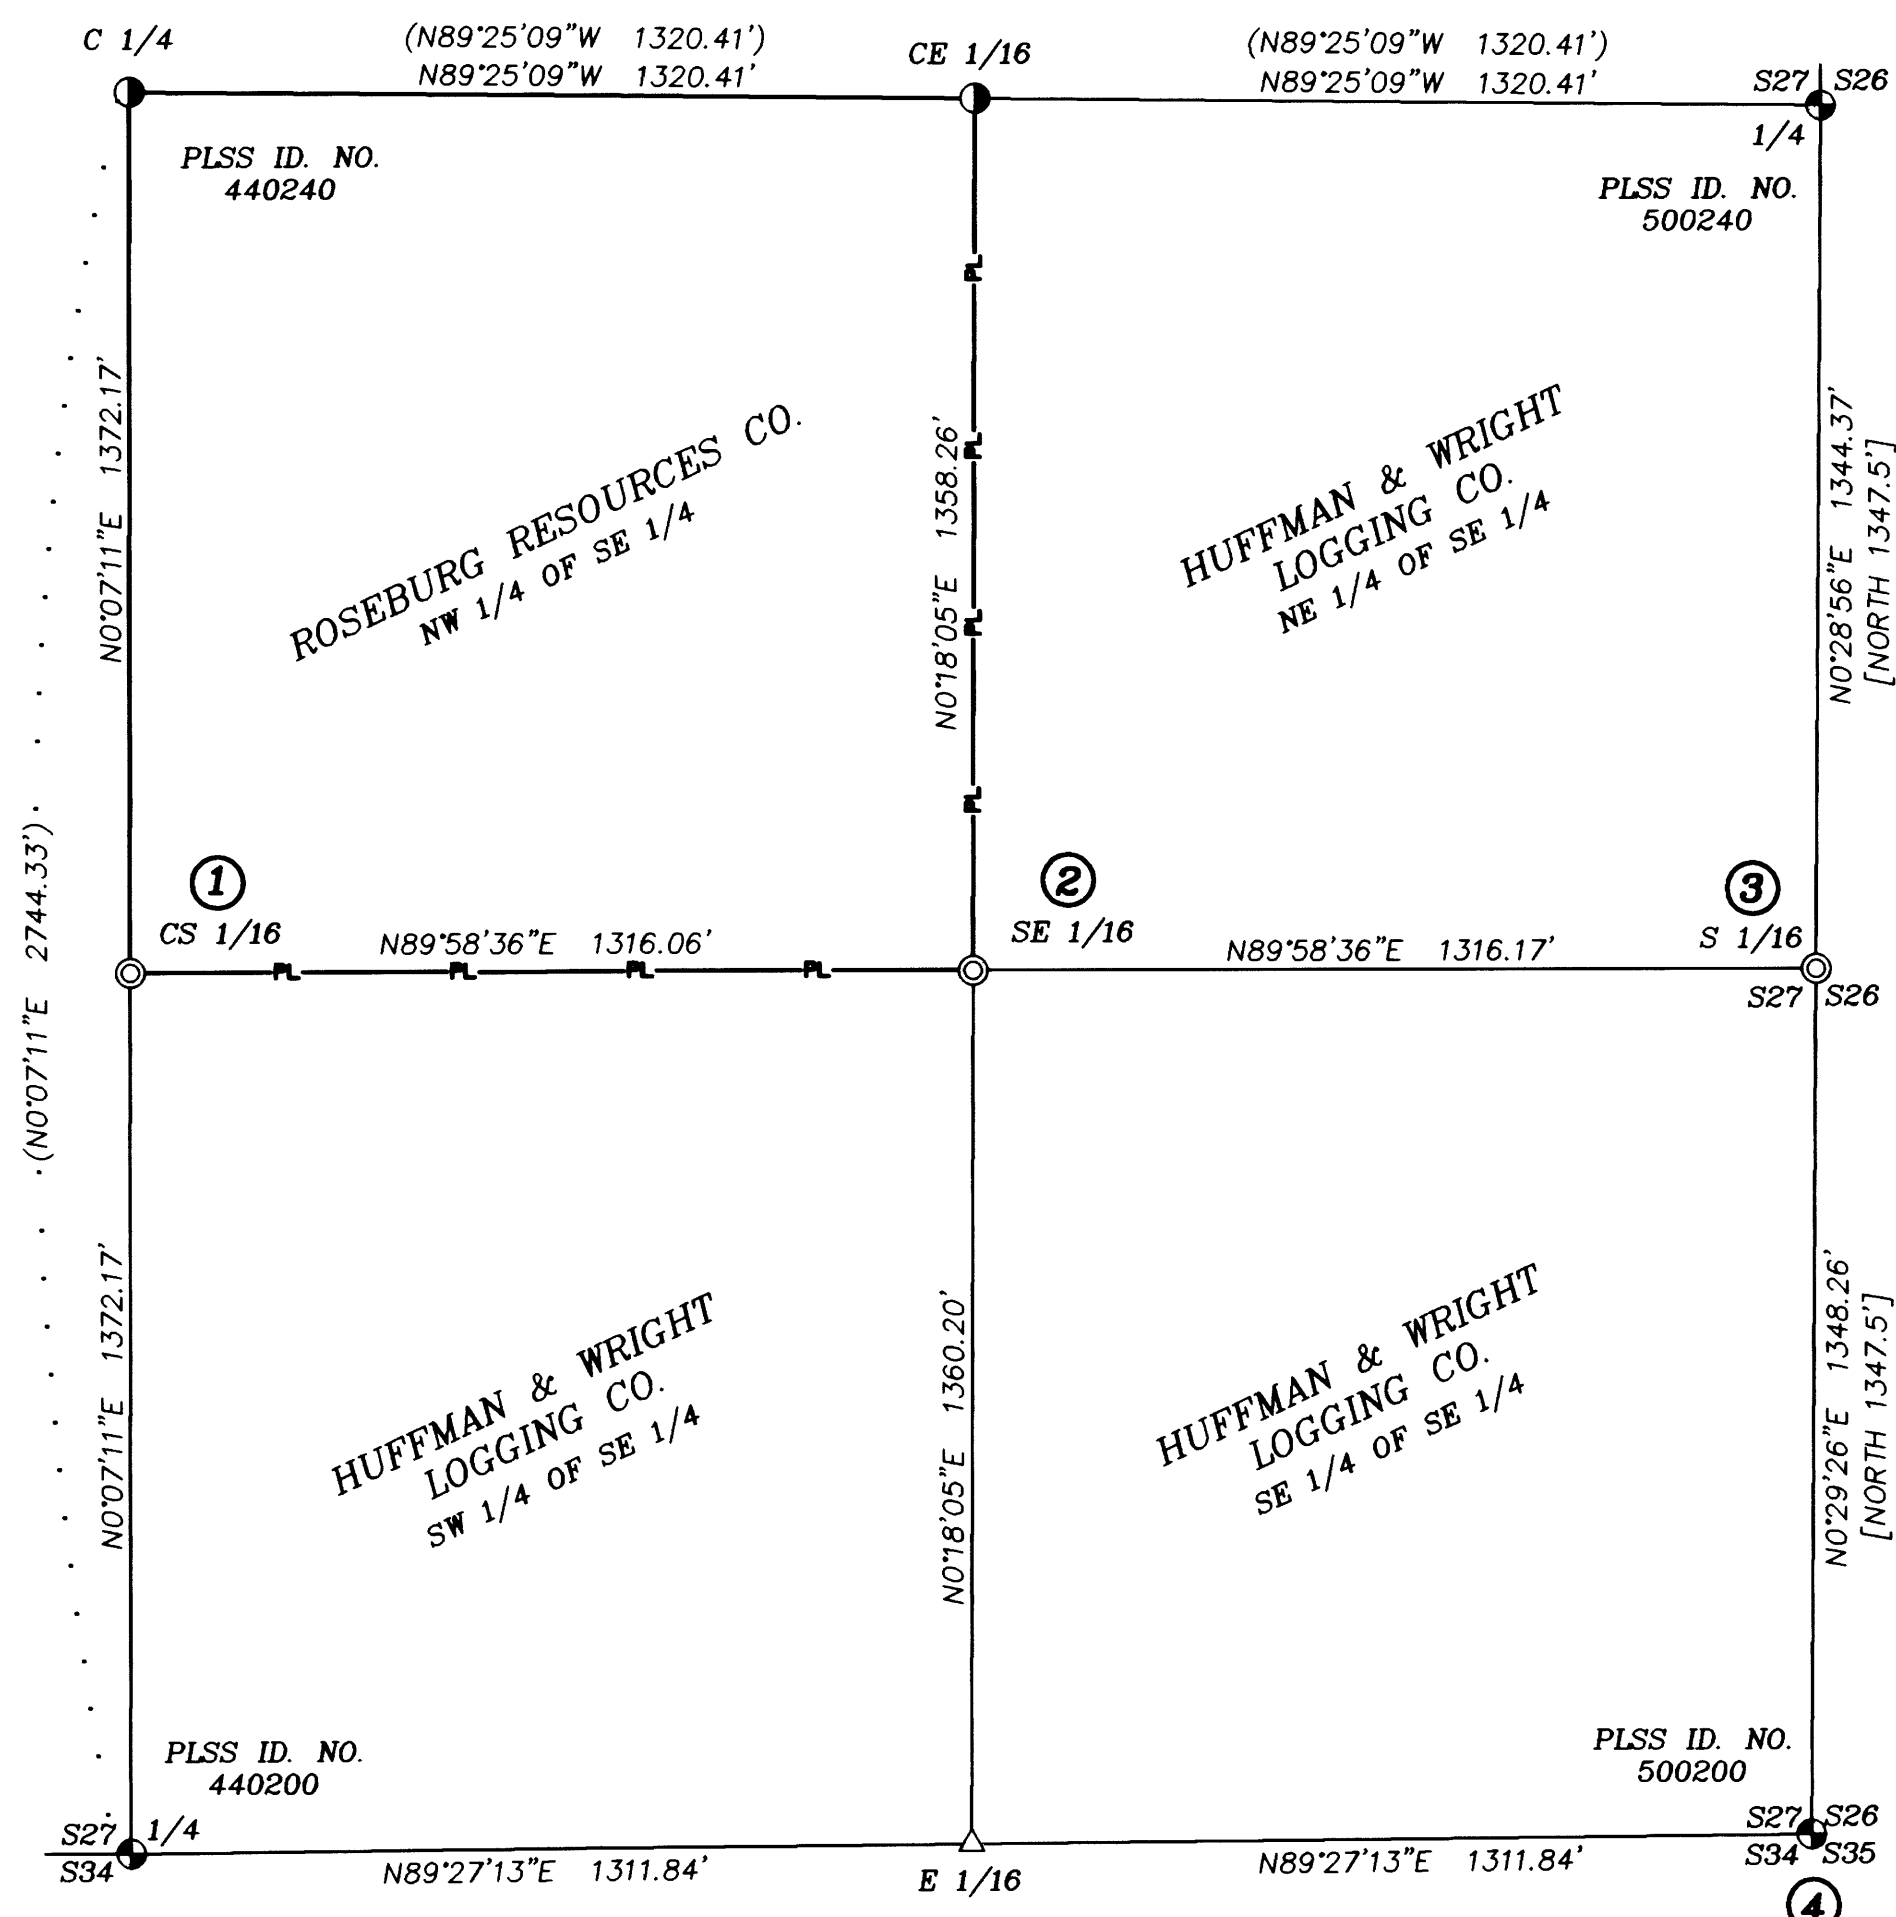 C 1/4
(N89°25'09"W 1320.41')
N89°25'09"W 1320.41'
CE 1/16
(N89°25'09"W 1320.41')
N89°25'09"W 1320.41'
S27 S26
1/4
PLSS ID. NO.
440240
PLSS ID. NO.
500240
N0°07'11"E 1372.17'
ROSEBURG RESOURCES CO.
NW 1/4 OF SE 1/4
PL
PL
PL
PL
N0°18'05"E 1358.26'
HUFFMAN & WRIGHT
LOGGING CO.
NE 1/4 OF SE 1/4
N0°28'56"E 1344.37'
[NORTH 1347.5']
(N0°07'11"E 2744.33')
1
CS 1/16
N89°58'36"E 1316.06'
PL PL PL PL
2
SE 1/16
N89°58'36"E 1316.17'
3
S 1/16
S27 S26
N0°07'11"E 1372.17'
HUFFMAN & WRIGHT
LOGGING CO.
SW 1/4 OF SE 1/4
N0°18'05"E 1360.20'
HUFFMAN & WRIGHT
LOGGING CO.
SE 1/4 OF SE 1/4
N0°29'26"E 1348.26'
[NORTH 1347.5']
PLSS ID. NO.
440200
PLSS ID. NO.
500200
S27 1/4
S34
N89°27'13"E 1311.84'
E 1/16
N89°27'13"E 1311.84'
S27 S26
S34 S35
4